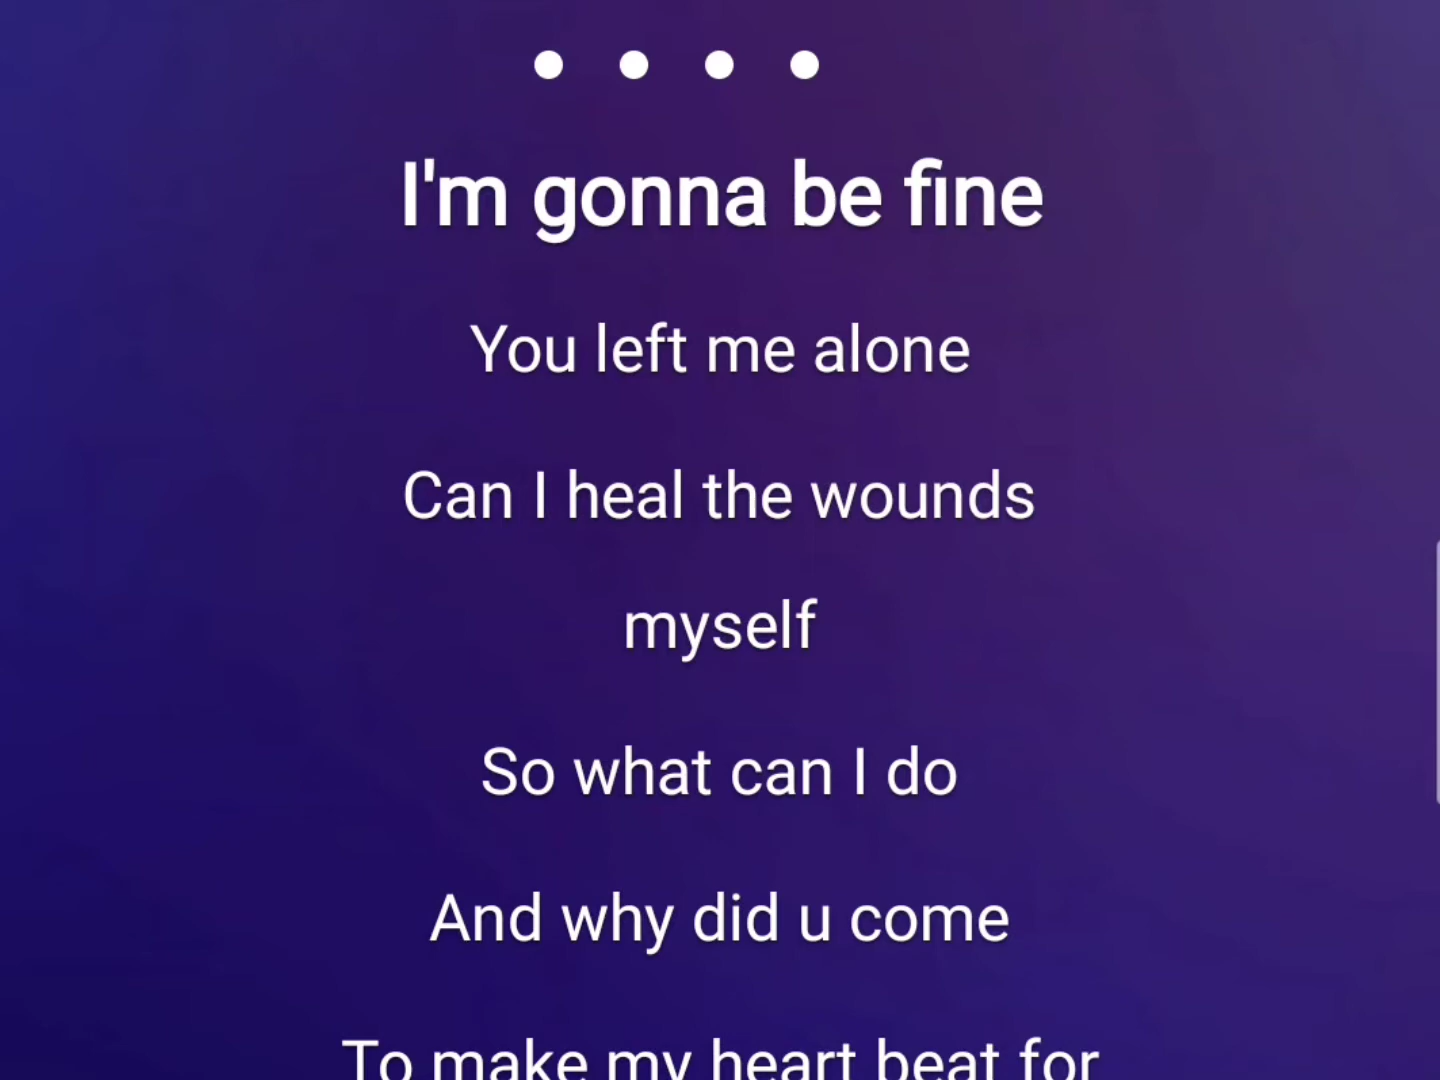 I'm gonna be fine
You left me alone
Can I heal the wounds
myself
So what can I do
And why did u come
To make my heart beat for